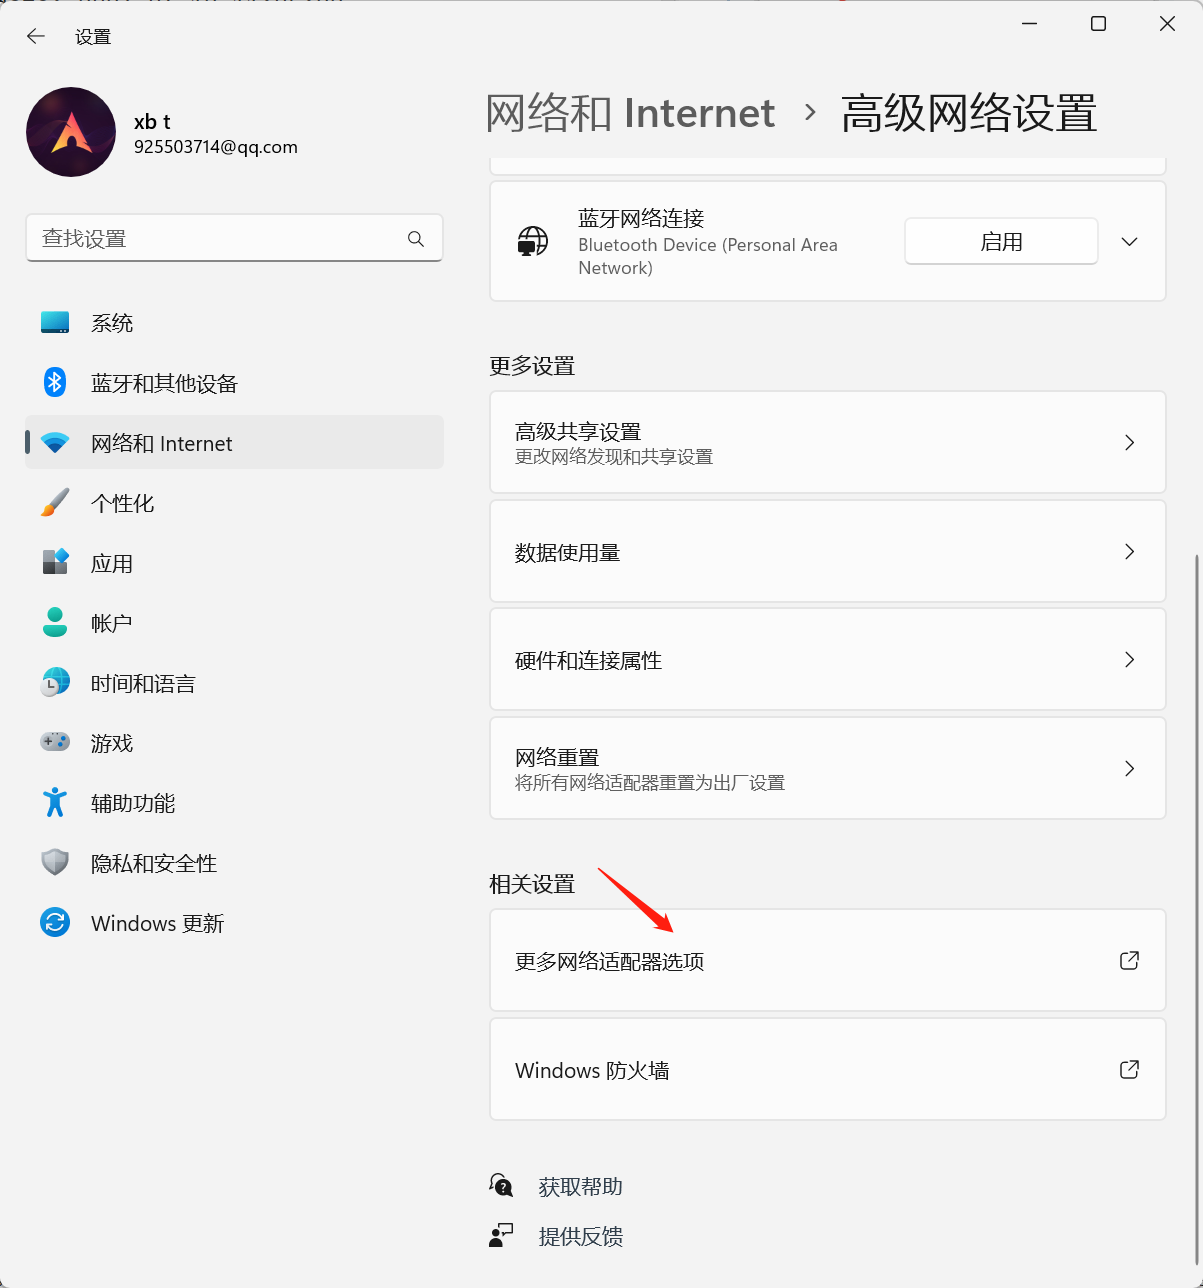 设置
xb t
925503714@qq.com
查找设置
系统
蓝牙和其他设备
网络和 Internet
个性化
应用
帐户
时间和语言
游戏
辅助功能
隐私和安全性
Windows 更新
网络和 Internet › 高级网络设置
蓝牙网络连接
Bluetooth Device (Personal Area
Network)
启用
更多设置
高级共享设置
更改网络发现和共享设置
数据使用量
硬件和连接属性
网络重置
将所有网络适配器重置为出厂设置
相关设置
更多网络适配器选项
Windows 防火墙
获取帮助
提供反馈